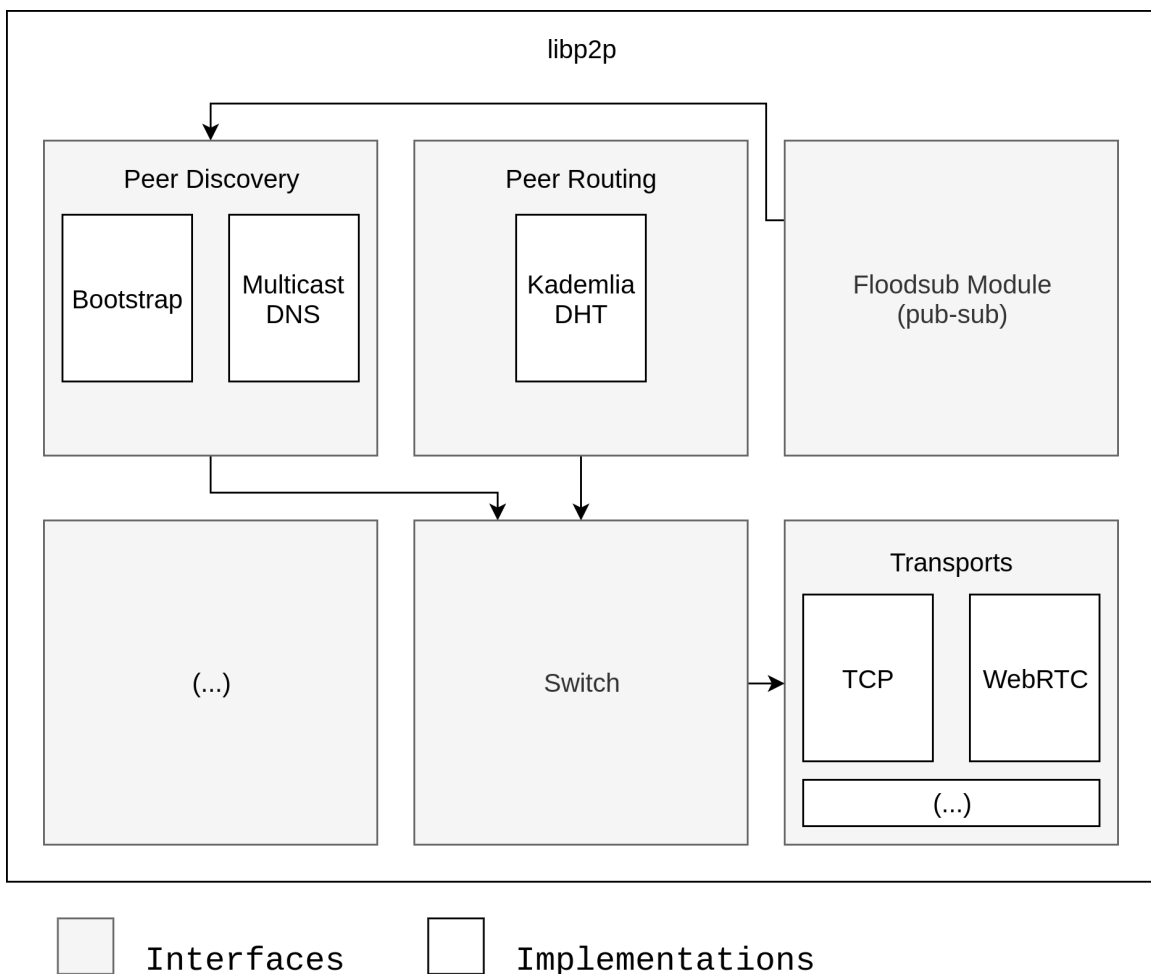 libp2p
Peer Discovery
Bootstrap
Multicast
DNS
Peer Routing
Kademlia
DHT
Floodsub Module
(pub-sub)
(...)
Switch
Transports
TCP
WebRTC
(...)
Interfaces
Implementations